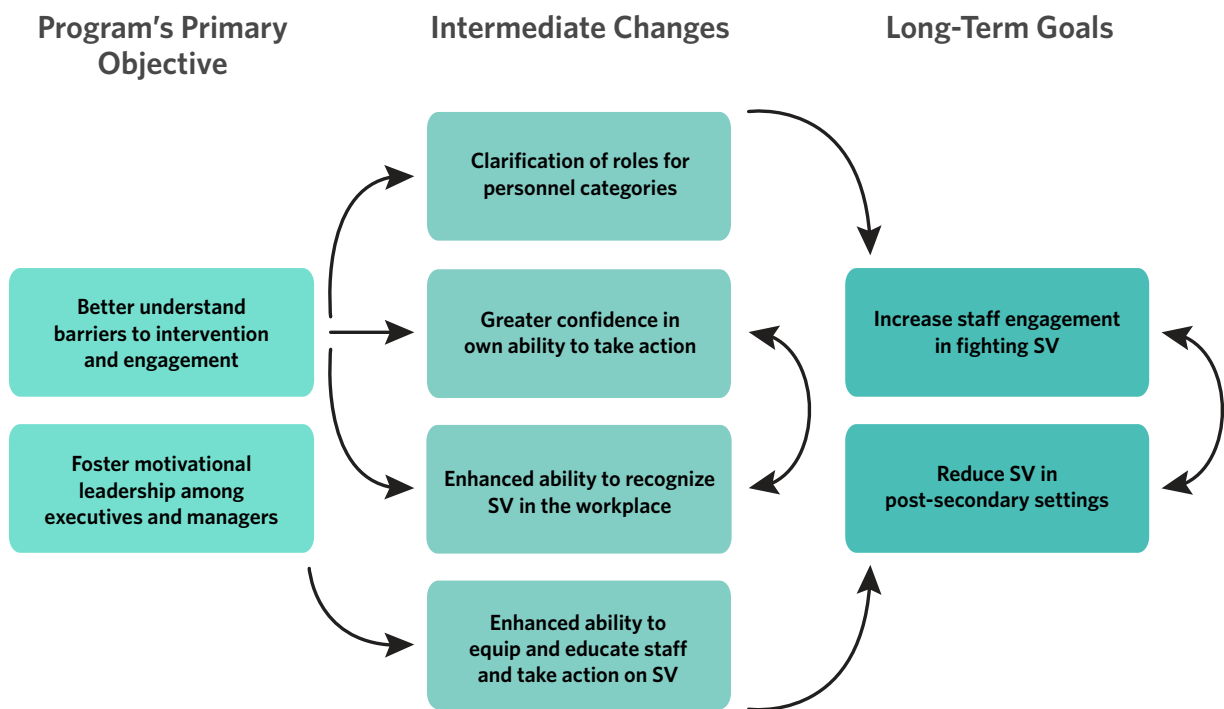 Program's Primary
Objective
Intermediate Changes
Long-Term Goals
Better understand
barriers to intervention
and engagement
Foster motivational
leadership among
executives and managers
Clarification of roles for
personnel categories
Greater confidence in
own ability to take action
Enhanced ability to recognize
SV in the workplace
Enhanced ability to
equip and educate staff
and take action on SV
Increase staff engagement
in fighting SV
Reduce SV in
post-secondary settings